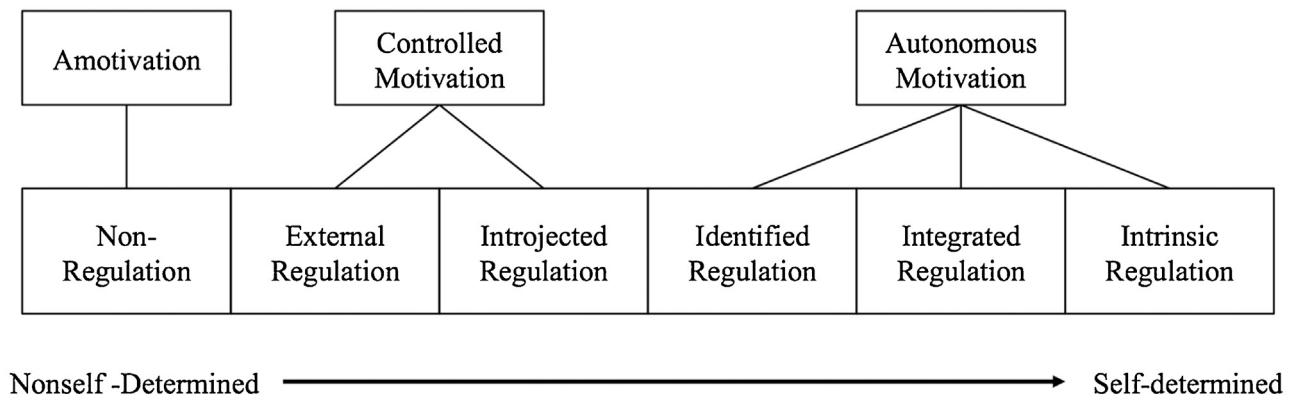 Amotivation
Controlled
Motivation
Autonomous
Motivation
Non-
Regulation
External
Regulation
Introjected
Regulation
Identified
Regulation
Integrated
Regulation
Intrinsic
Regulation
Nonself -Determined
Self-determined